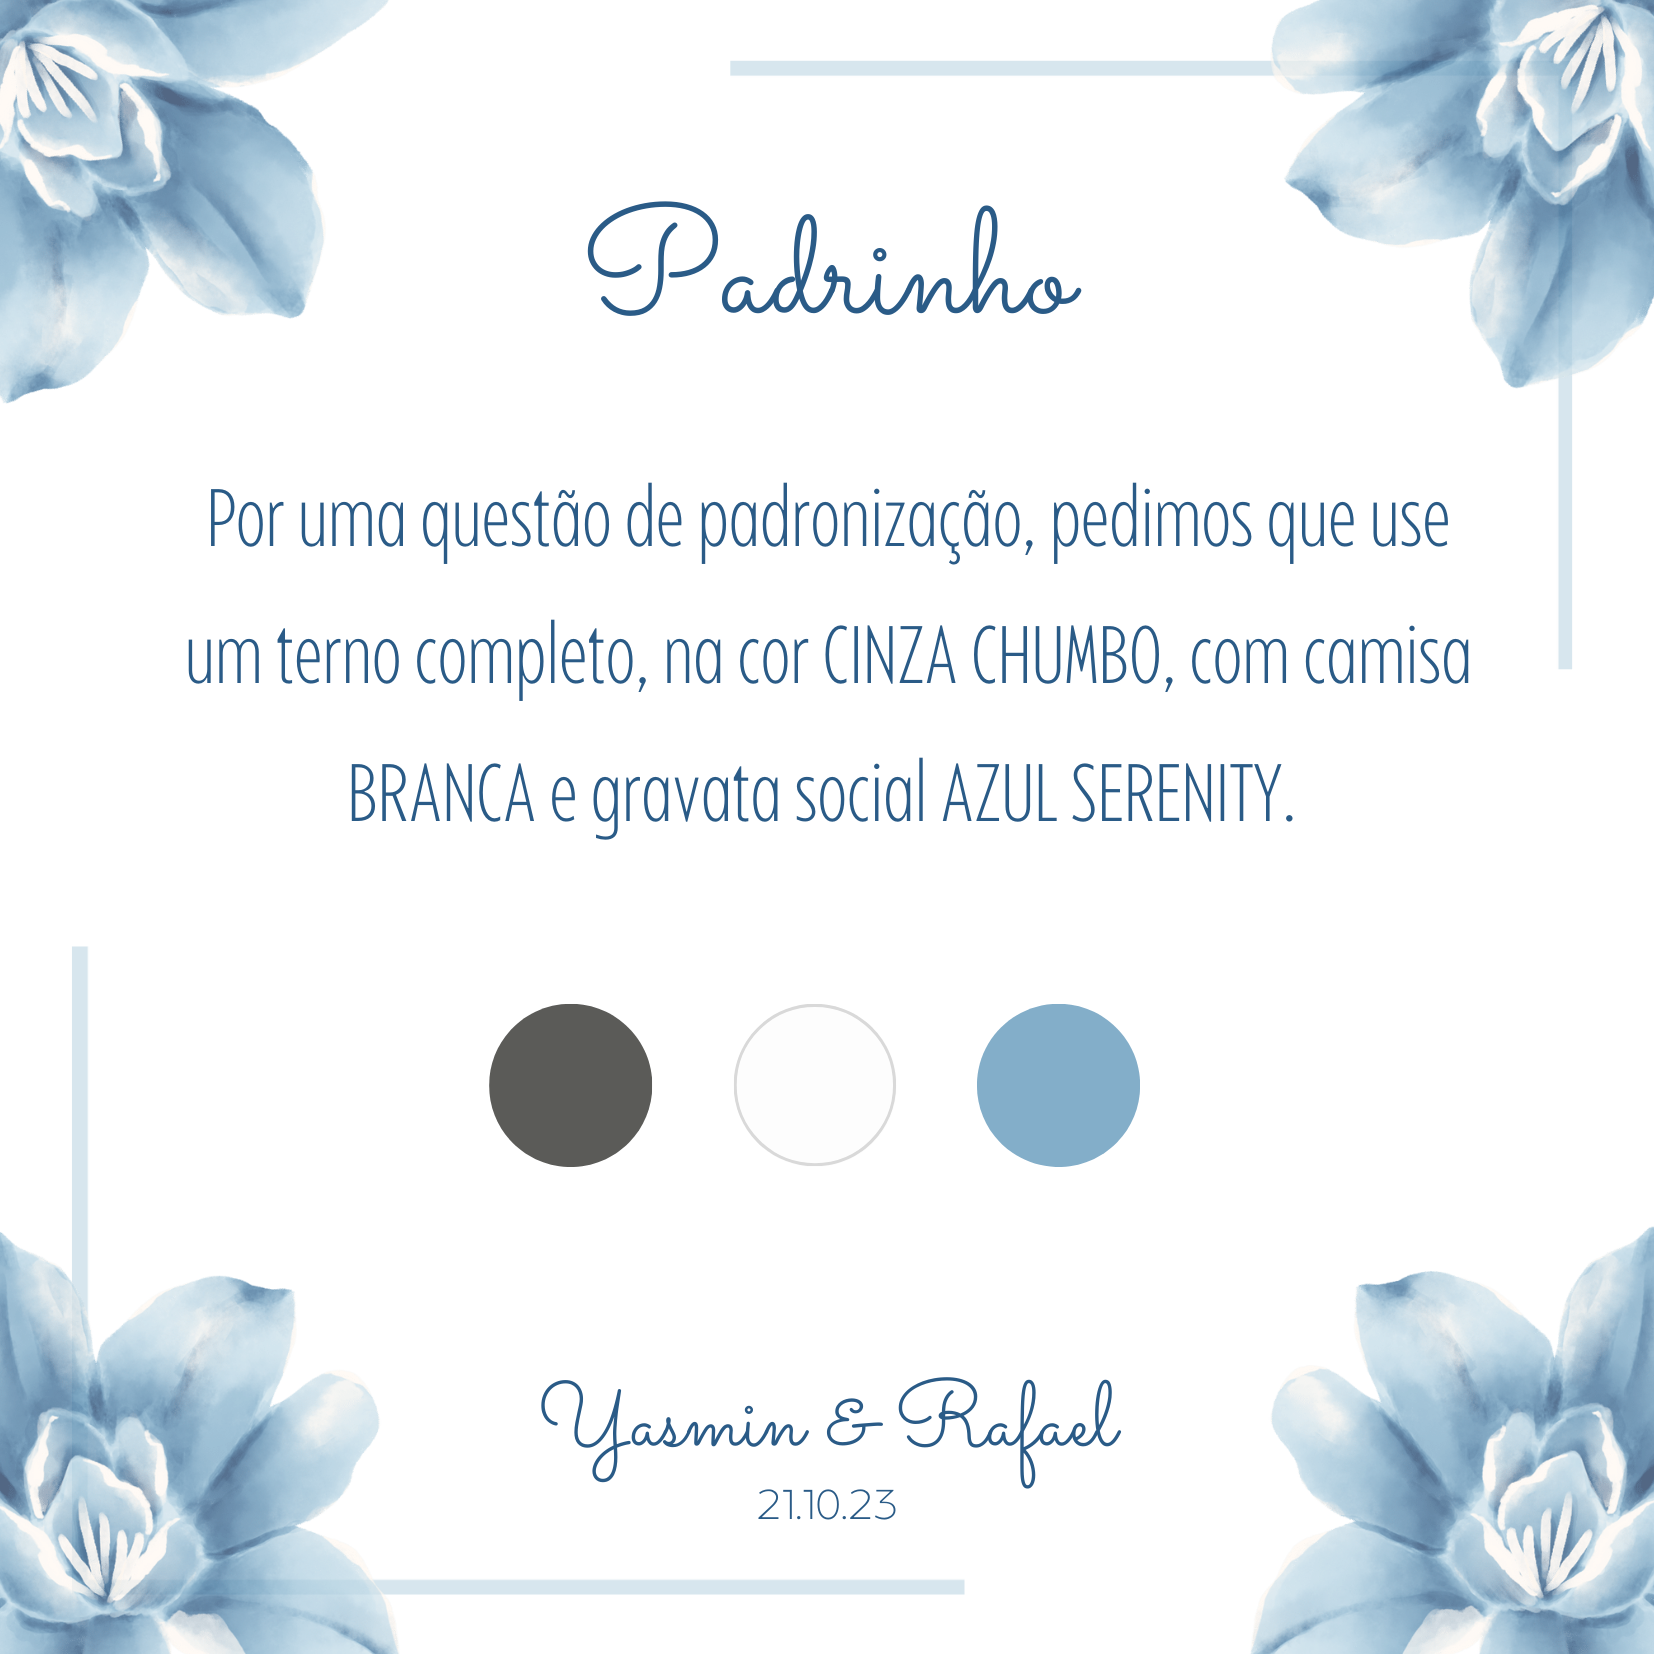 Padrinho
Por uma questão de padronização, pedimos que use
um terno completo, na cor CINZA CHUMBO, com camisa
BRANCA e gravata social AZUL SERENITY.
Yasmin & Rafael
21.10.23